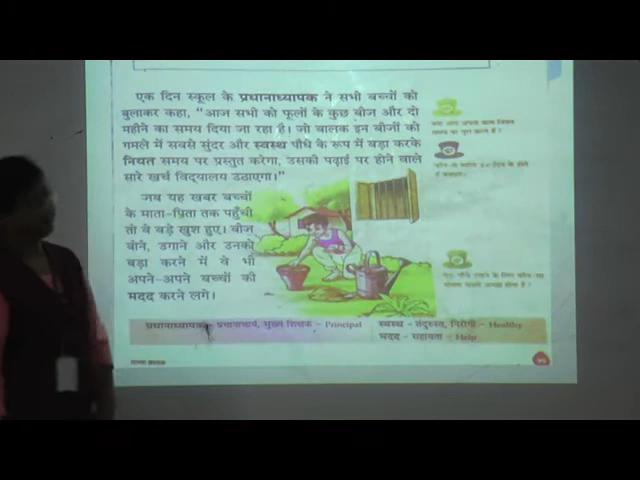 एक दिन स्कूल के प्रधानाध्यापक ने सभी बच्चों को
बुलाकर कहा, “आज सभी को फूलों के कुछ बीज और दो
महीने का समय दिया जा रहा है। जो बालक इन बीजों को
गमले में सबसे सुंदर और स्वस्थ पौधे के रूप में बड़ा करके
नियत समय पर प्रस्तुत करेगा, उसकी पढ़ाई पर होने वाले
सारे खर्च विद्यालय उठाएगा।”
जब यह खबर बच्चों
के माता-पिता तक पहुँची
तो वे बड़े खुश हुए। बीज
बोने, उगाने और उनको
बड़ा करने में वे भी
अपने-अपने बच्चों की
मदद करने लगे।
प्रधानाध्यापक – प्रधानाचार्य, मुख्य शिक्षक – Principal
स्वस्थ – तंदुरुस्त, निरोगी – Healthy
मदद – सहायता – Help